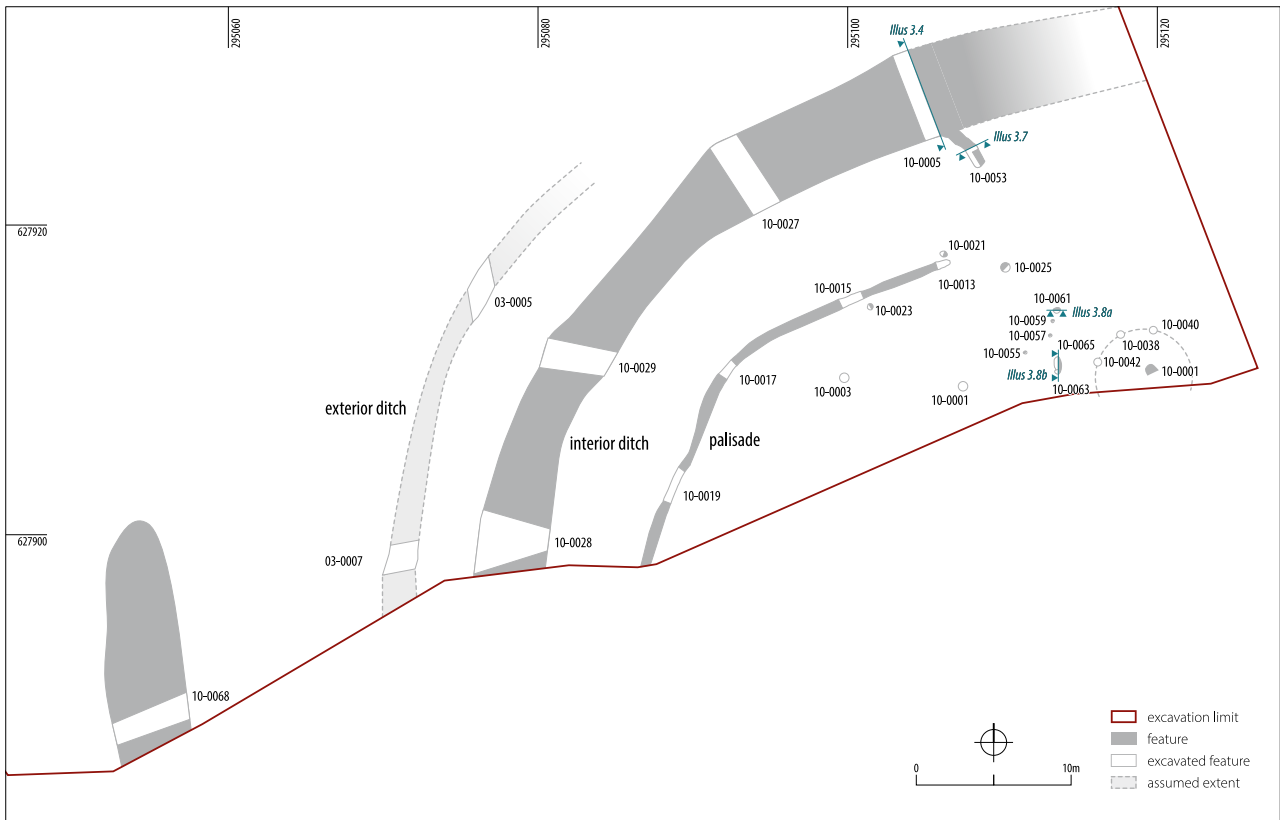 295060
295080
295100
295120
Illus 3.4
Illus 3.7
10-0005
10-0053
10-0027
627920
10-0021
10-0025
10-0013
10-0015
03-0005
10-0023
10-0061
Illus 3.8a
10-0059
10-0057
10-0040
10-0038
10-0065
10-0055
10-0042
10-0029
10-0017
10-0003
Illus 3.8b
10-0001
10-0063
10-0001
exterior ditch
interior ditch
palisade
10-0019
627900
10-0028
03-0007
10-0068
excavation limit
feature
excavated feature
assumed extent
0
10m